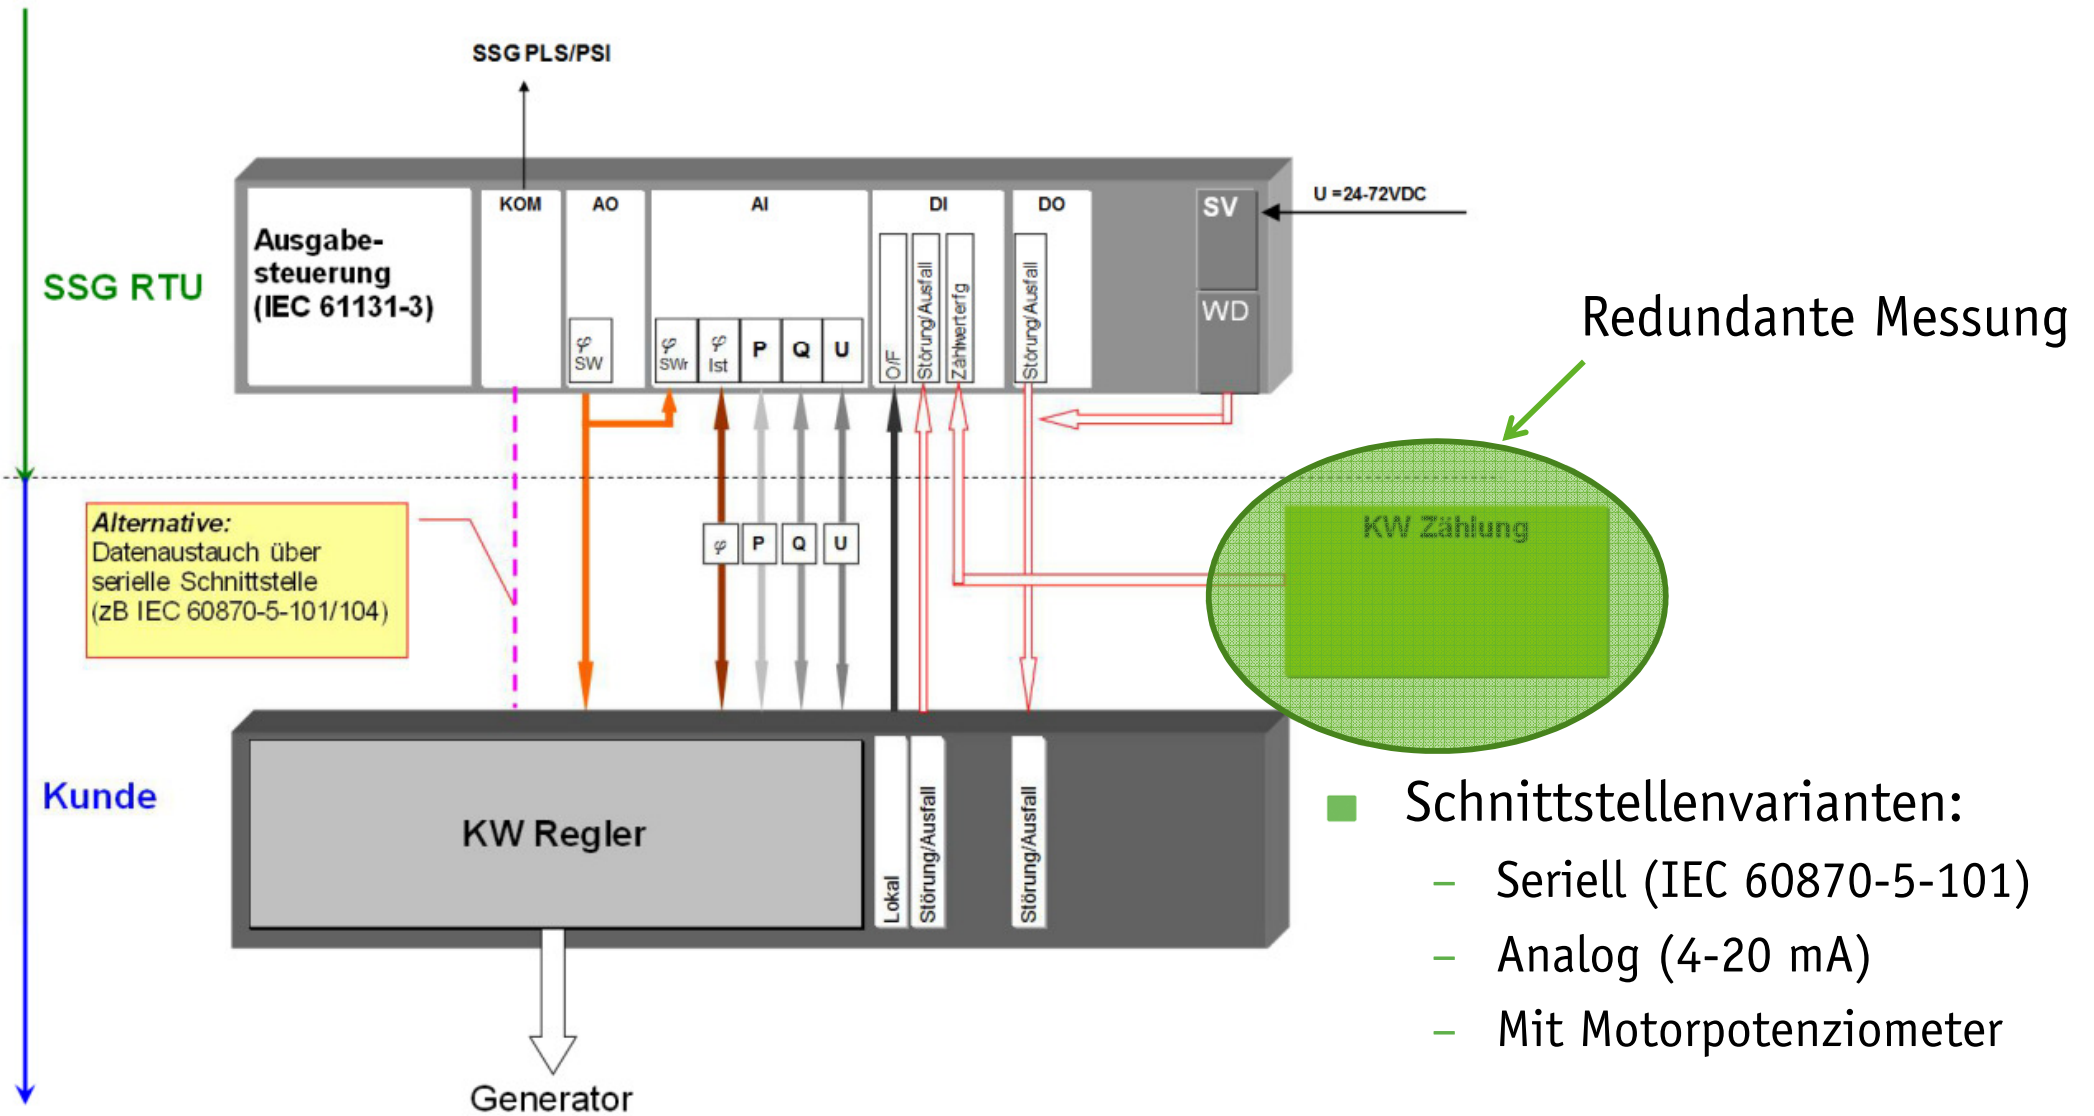 SSG PLS/PSI
U =24-72VDC
KOM
AO
AI
DI
DO
SV
WD
Ausgabe-
steuerung
(IEC 61131-3)
φ
SW
φ
SWr
φ
Ist
P
Q
U
O/F
Störung/Ausfall
Zählwerterfg
Störung/Ausfall
SSG RTU
Redundante Messung
Alternative:
Datenaustauch über
serielle Schnittstelle
(zB IEC 60870-5-101/104)
φ
P
Q
U
KW Zählung
Kunde
KW Regler
Lokal
Störung/Ausfall
Störung/Ausfall
Generator
Schnittstellenvarianten:
– Seriell (IEC 60870-5-101)
– Analog (4-20 mA)
– Mit Motorpotenziometer